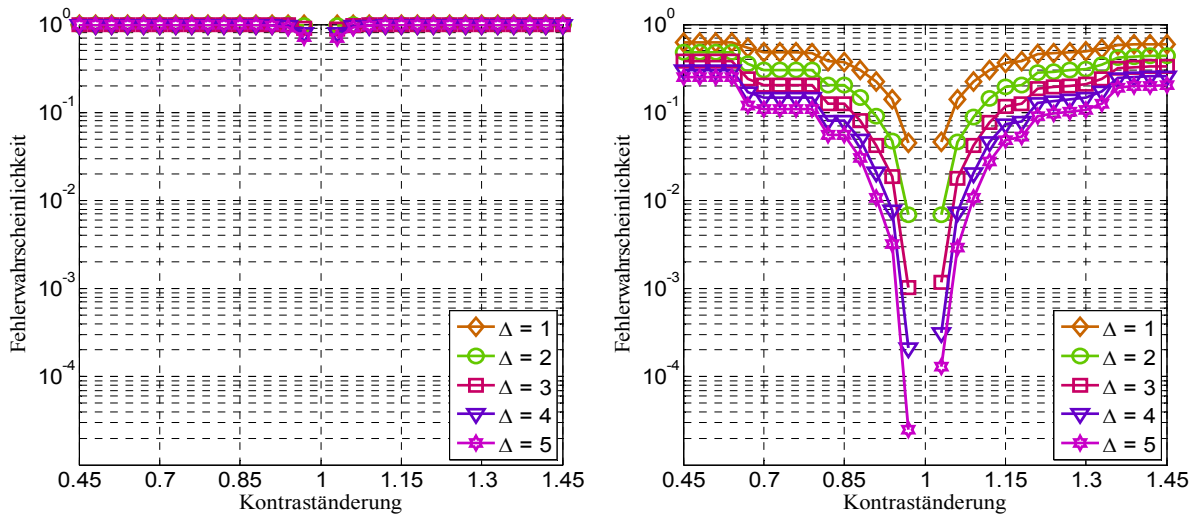 10^0
10^-1
10^-2
10^-3
10^-4
Fehlerwahrscheinlichkeit
0.45 0.7 0.85 1 1.15 1.3 1.45
Kontraständerung
Δ = 1
Δ = 2
Δ = 3
Δ = 4
Δ = 5
10^0
10^-1
10^-2
10^-3
10^-4
Fehlerwahrscheinlichkeit
0.45 0.7 0.85 1 1.15 1.3 1.45
Kontraständerung
Δ = 1
Δ = 2
Δ = 3
Δ = 4
Δ = 5